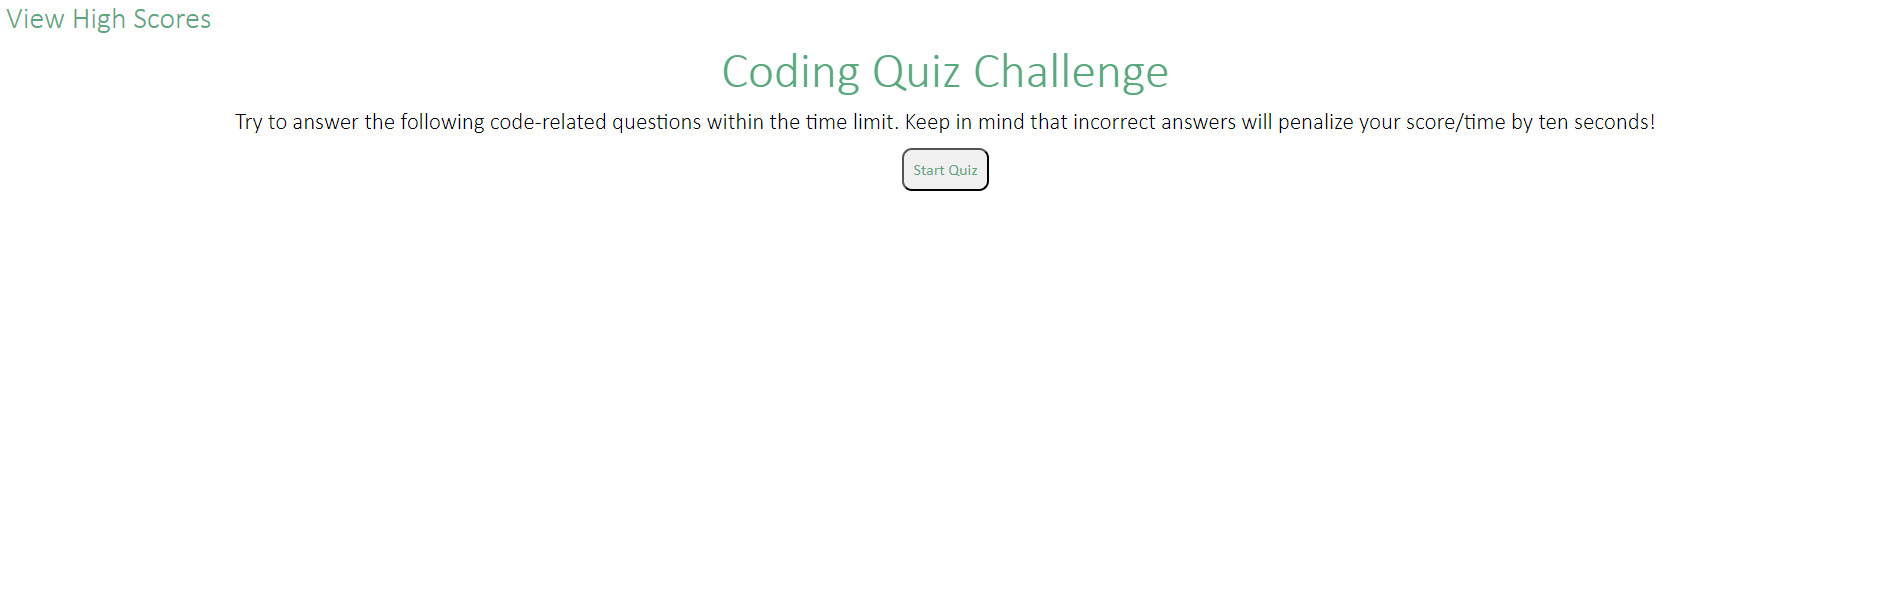 View High Scores
Coding Quiz Challenge
Try to answer the following code-related questions within the time limit. Keep in mind that incorrect answers will penalize your score/time by ten seconds!
Start Quiz